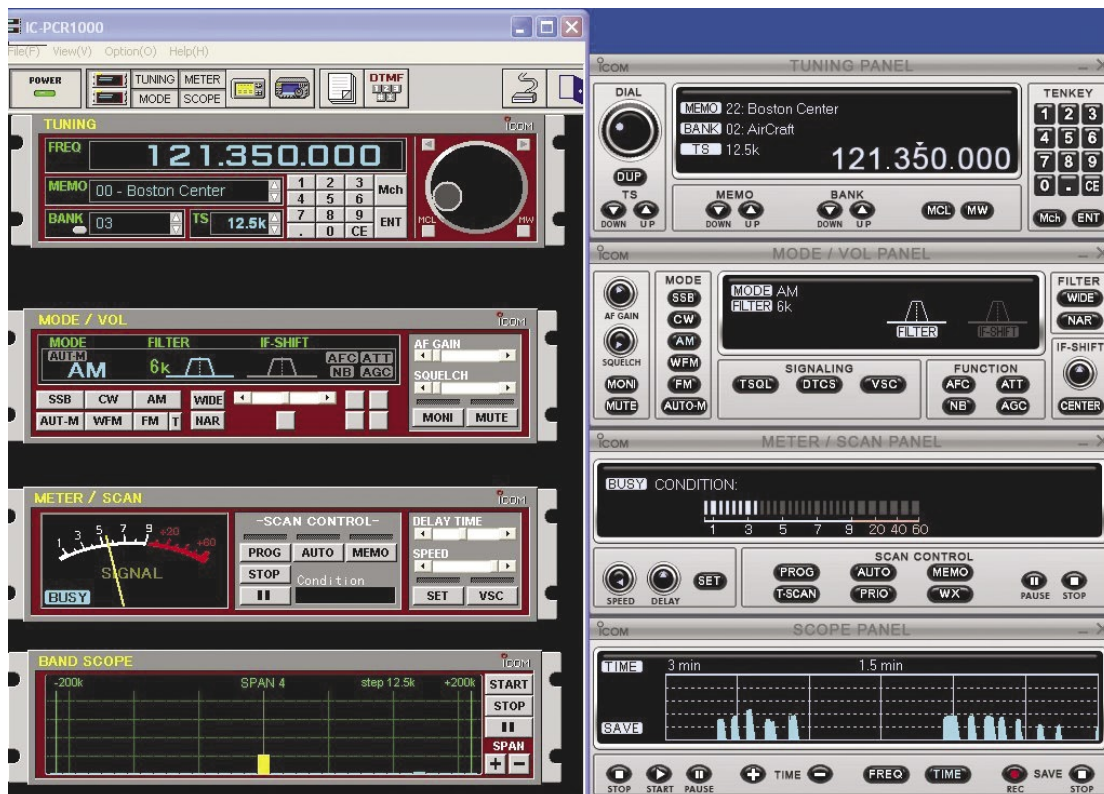 IC-PCR1000
File(F) View(V) Option(O) Help(H)
POWER
TUNING METER
MODE SCOPE
DTMF
TUNING
ICOM
FREQ 121.350.000
MEMO 00 - Boston Center
BANK 03
TS 12.5k
1 2 3 Mch
4 5 6
7 8 9 ENT
. 0 CE
MCL MW
MODE / VOL
ICOM
MODE FILTER IF-SHIFT
AUT-M
AM 6k
AFC ATT
NB AGC
SSB CW AM WIDE
AUT-M WFM FM T NAR
AF GAIN
SQUELCH
MONI MUTE
METER / SCAN
ICOM
1 3 5 7 9 +20 +60
SIGNAL
BUSY
-SCAN CONTROL-
PROG AUTO MEMO
STOP Condition
DELAY TIME
SPEED
SET VSC
BAND SCOPE
ICOM
-200k SPAN 4 step 12.5k +200k
START
STOP
SPAN
+ -
ICOM TUNING PANEL
DIAL
DUP
TS
DOWN UP
MEMO 22: Boston Center
BANK 02: AirCraft
TS 12.5k
121.350.000
MEMO BANK
DOWN UP DOWN UP
MCL MW
TENKEY
1 2 3
4 5 6
7 8 9
0 . CE
Mch ENT
ICOM MODE / VOL PANEL
AF GAIN
SQUELCH
MONI
MUTE
MODE
SSB
CW
AM
WFM
FM
AUTO-M
MODE AM
FILTER 6k
FILTER IF-SHIFT
SIGNALING
TSQL DTCS VSC
FUNCTION
AFC ATT
NB AGC
FILTER
WIDE
NAR
IF-SHIFT
CENTER
ICOM METER / SCAN PANEL
BUSY CONDITION:
1 3 5 7 9 20 40 60
SPEED DELAY SET
SCAN CONTROL
PROG AUTO MEMO
T-SCAN PRIO WX
PAUSE STOP
ICOM SCOPE PANEL
TIME 3 min 1.5 min
SAVE
STOP START PAUSE
+ TIME -
FREQ TIME
REC SAVE STOP